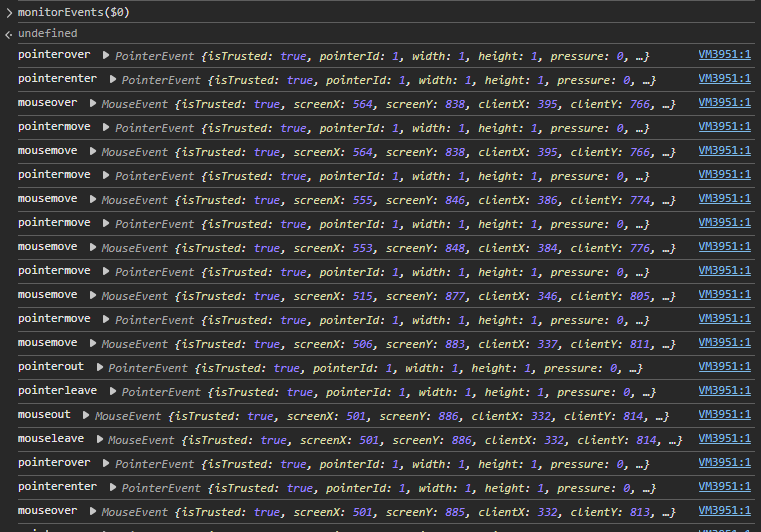 monitorEvents($0)
undefined
pointerover ▶ PointerEvent {isTrusted: true, pointerId: 1, width: 1, height: 1, pressure: 0, …} VM3951:1
pointerenter ▶ PointerEvent {isTrusted: true, pointerId: 1, width: 1, height: 1, pressure: 0, …} VM3951:1
mouseover ▶ MouseEvent {isTrusted: true, screenX: 564, screenY: 838, clientX: 395, clientY: 766, …} VM3951:1
pointermove ▶ PointerEvent {isTrusted: true, pointerId: 1, width: 1, height: 1, pressure: 0, …} VM3951:1
mousemove ▶ MouseEvent {isTrusted: true, screenX: 564, screenY: 838, clientX: 395, clientY: 766, …} VM3951:1
pointermove ▶ PointerEvent {isTrusted: true, pointerId: 1, width: 1, height: 1, pressure: 0, …} VM3951:1
mousemove ▶ MouseEvent {isTrusted: true, screenX: 555, screenY: 846, clientX: 386, clientY: 774, …} VM3951:1
pointermove ▶ PointerEvent {isTrusted: true, pointerId: 1, width: 1, height: 1, pressure: 0, …} VM3951:1
mousemove ▶ MouseEvent {isTrusted: true, screenX: 553, screenY: 848, clientX: 384, clientY: 776, …} VM3951:1
pointermove ▶ PointerEvent {isTrusted: true, pointerId: 1, width: 1, height: 1, pressure: 0, …} VM3951:1
mousemove ▶ MouseEvent {isTrusted: true, screenX: 515, screenY: 877, clientX: 346, clientY: 805, …} VM3951:1
pointermove ▶ PointerEvent {isTrusted: true, pointerId: 1, width: 1, height: 1, pressure: 0, …} VM3951:1
mousemove ▶ MouseEvent {isTrusted: true, screenX: 506, screenY: 883, clientX: 337, clientY: 811, …} VM3951:1
pointerout ▶ PointerEvent {isTrusted: true, pointerId: 1, width: 1, height: 1, pressure: 0, …} VM3951:1
pointerleave ▶ PointerEvent {isTrusted: true, pointerId: 1, width: 1, height: 1, pressure: 0, …} VM3951:1
mouseout ▶ MouseEvent {isTrusted: true, screenX: 501, screenY: 886, clientX: 332, clientY: 814, …} VM3951:1
mouseleave ▶ MouseEvent {isTrusted: true, screenX: 501, screenY: 886, clientX: 332, clientY: 814, …} VM3951:1
pointerover ▶ PointerEvent {isTrusted: true, pointerId: 1, width: 1, height: 1, pressure: 0, …} VM3951:1
pointerenter ▶ PointerEvent {isTrusted: true, pointerId: 1, width: 1, height: 1, pressure: 0, …} VM3951:1
mouseover ▶ MouseEvent {isTrusted: true, screenX: 501, screenY: 885, clientX: 332, clientY: 813, …} VM3951:1